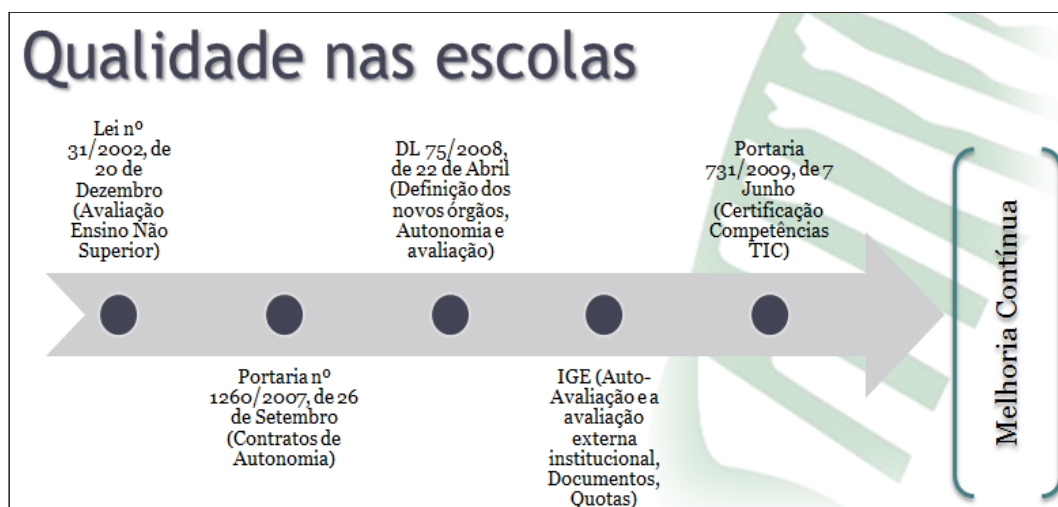 Qualidade nas escolas
Lei nº
31/2002, de
20 de
Dezembro
(Avaliação
Ensino Não
Superior)
DL 75/2008,
de 22 de Abril
(Definição dos
novos órgãos,
Autonomia e
avaliação)
Portaria
731/2009, de 7
Junho
(Certificação
Competências
TIC)
Portaria nº
1260/2007, de 26
de Setembro
(Contratos de
Autonomia)
IGE (Auto-
Avaliação e a
avaliação
externa
institucional,
Documentos,
Quotas)
Melhoria Contínua